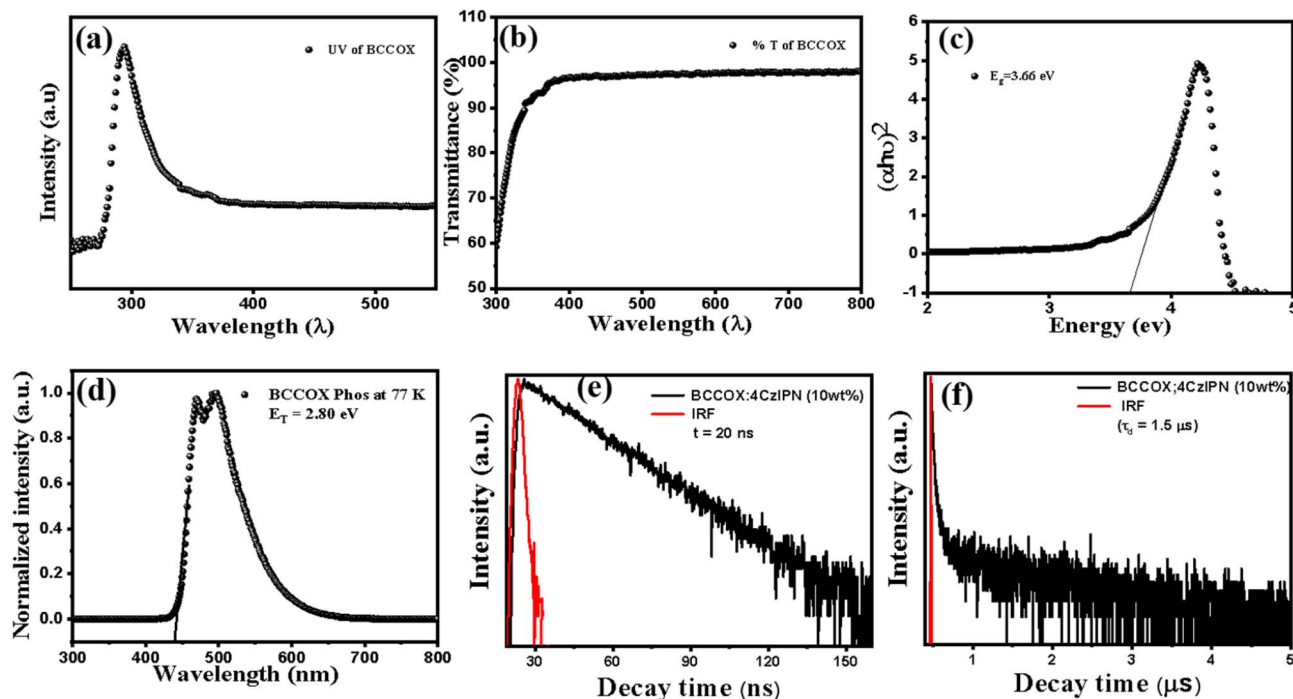 (a)
UV of BCCOX
Intensity (a.u)
300
400
500
Wavelength (λ)
(b)
% T of BCCOX
Transmittance (%)
110
100
90
80
70
60
50
300
400
500
600
700
800
Wavelength (λ)
(c)
E_g=3.66 eV
(αhυ)^2
6
5
4
3
2
1
0
-1
2
3
4
5
Energy (ev)
(d)
BCCOX Phos at 77 K
E_T = 2.80 eV
Normalized intensity (a.u.)
1.0
0.8
0.6
0.4
0.2
0.0
300
400
500
600
700
800
Wavelength (nm)
(e)
BCCOX:4CzIPN (10wt%)
IRF
t = 20 ns
Intensity (a.u.)
30
60
90
120
150
Decay time (ns)
(f)
BCCOX;4CzIPN (10wt%)
IRF
(τ_d = 1.5 μs)
Intensity (a.u.)
1
2
3
4
5
Decay time (μs)